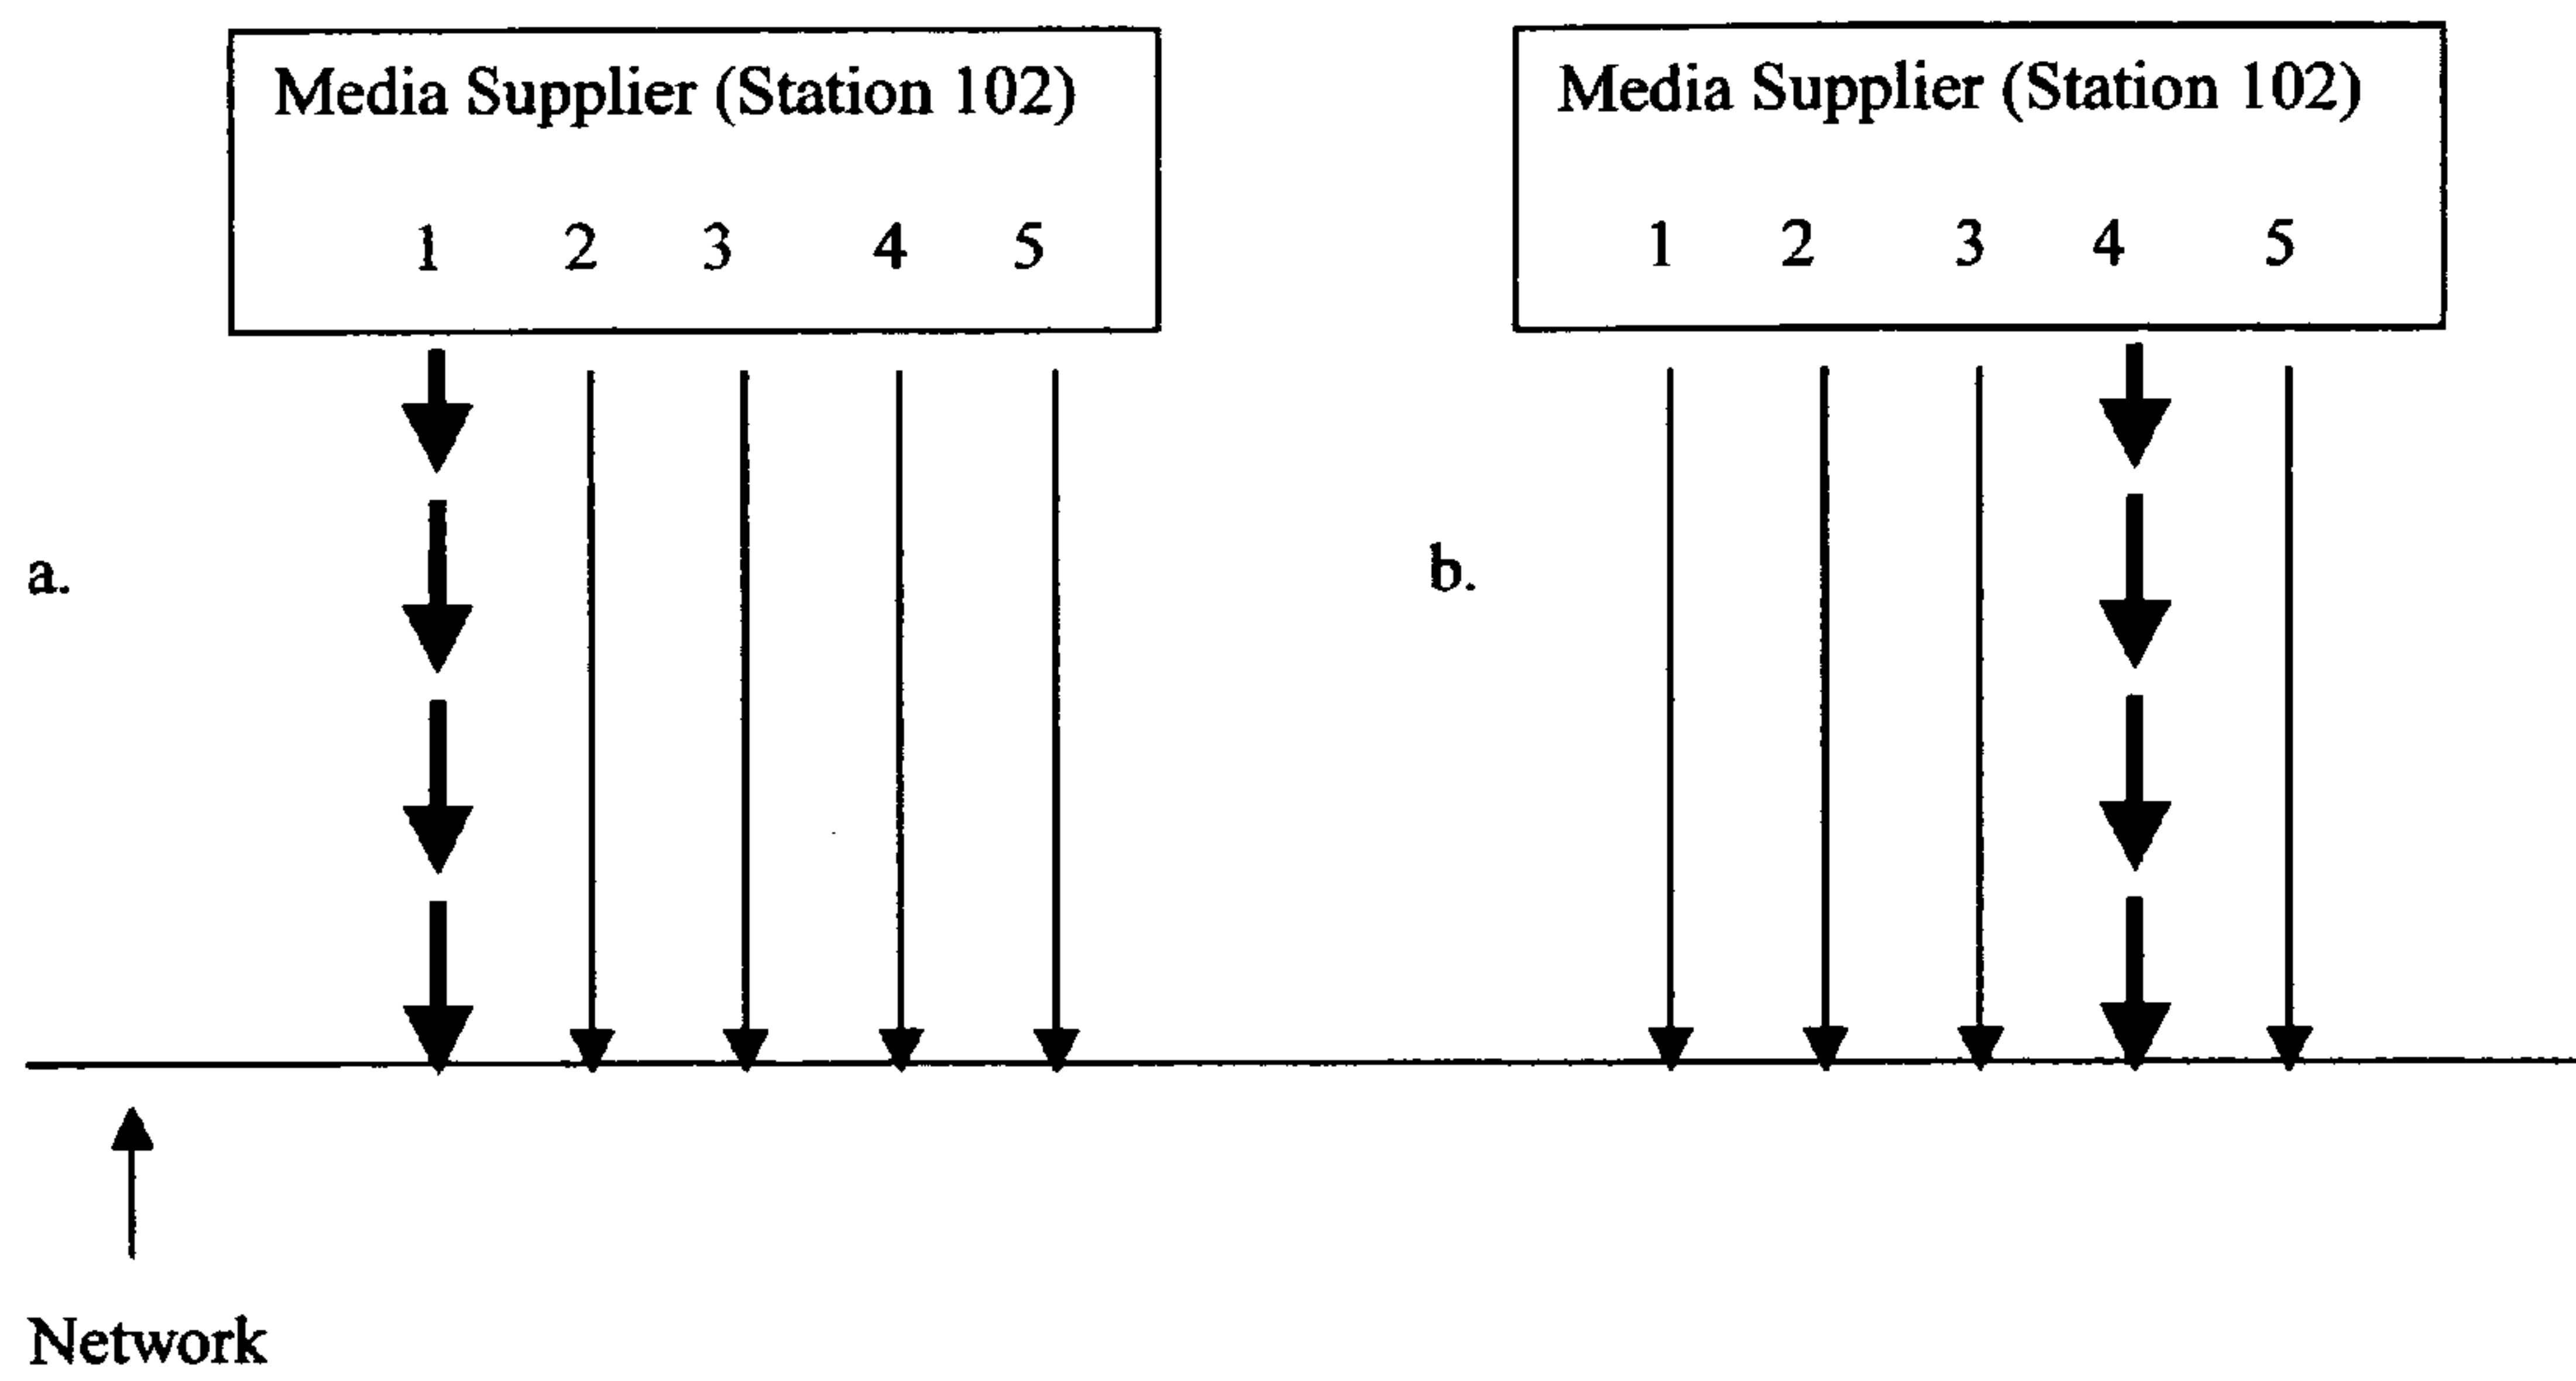 Media Supplier (Station 102)
1 2 3 4 5
a.
Media Supplier (Station 102)
1 2 3 4 5
b.
Network